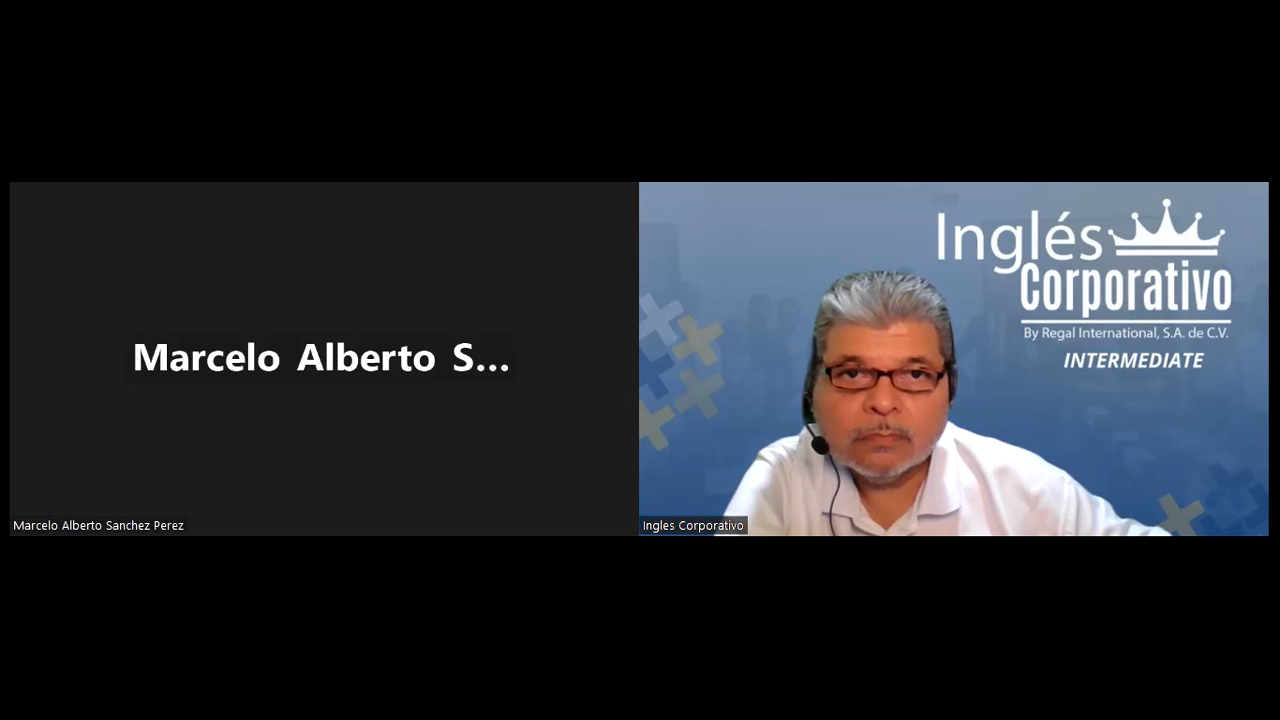 Marcelo Alberto S...
Marcelo Alberto Sanchez Perez
Inglés
Corporativo
By Regal International, S.A. de C.V.
INTERMEDIATE
Ingles Corporativo